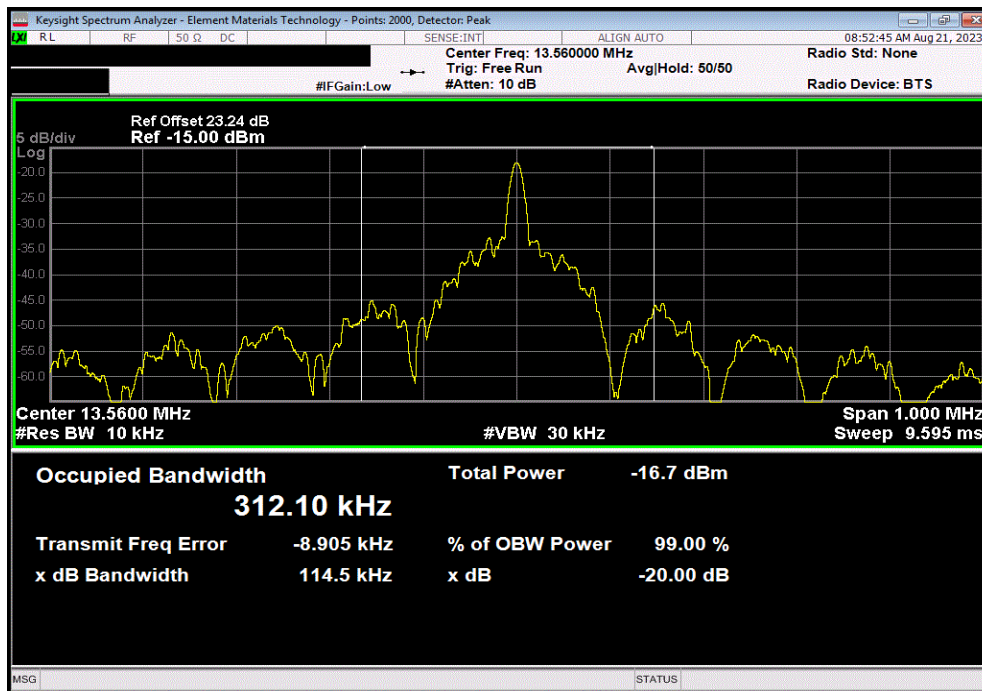 Keysight Spectrum Analyzer - Element Materials Technology - Points: 2000, Detector: Peak
LXI RL RF 50 Ω DC SENSE:INT ALIGN AUTO 08:52:45 AM Aug 21, 2023
Center Freq: 13.560000 MHz Radio Std: None
Trig: Free Run Avg|Hold: 50/50
#IFGain:Low #Atten: 10 dB Radio Device: BTS
Ref Offset 23.24 dB
5 dB/div Ref -15.00 dBm
Log
-20.0
-25.0
-30.0
-35.0
-40.0
-45.0
-50.0
-55.0
-60.0
Center 13.5600 MHz Span 1.000 MHz
#Res BW 10 kHz #VBW 30 kHz Sweep 9.595 ms
Occupied Bandwidth Total Power -16.7 dBm
312.10 kHz
Transmit Freq Error -8.905 kHz % of OBW Power 99.00 %
x dB Bandwidth 114.5 kHz x dB -20.00 dB
MSG STATUS